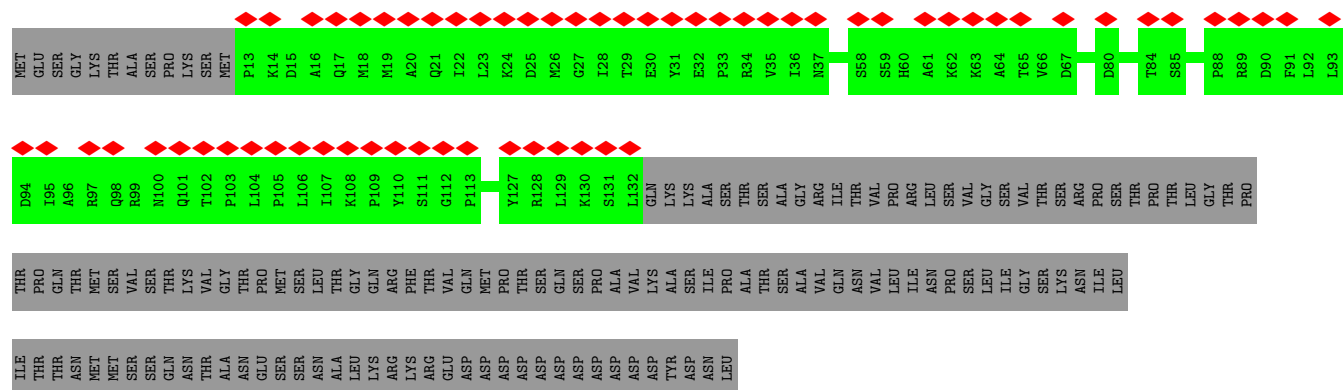 MET GLU SER GLY LYS THR ALA SER PRO LYS SER MET P13 K14 D15 A16 Q17 M18 M19 A20 Q21 I22 L23 K24 D25 M26 G27 I28 T29 E30 Y31 E32 P33 R34 V35 I36 N37 S58 S59 H60 A61 K62 K63 A64 T65 V66 D67 D80 T84 S85 P88 R89 D90 F91 L92 L93
D94 I95 A96 R97 Q98 R99 N100 Q101 T102 P103 L104 P105 L106 I107 K108 P109 Y110 S111 G112 P113 Y127 R128 L129 K130 S131 L132 GLN LYS LYS ALA SER THR SER ALA GLY ARG ILE THR VAL PRO ARG LEU SER VAL GLY SER VAL THR SER ARG PRO SER THR PRO THR LEU GLY THR PRO
THR PRO GLN THR MET SER VAL SER THR LYS VAL GLY THR PRO MET SER LEU THR GLY GLN ARG PHE THR VAL GLN MET PRO THR SER GLN SER PRO ALA VAL LYS ALA SER ILE PRO ALA THR SER ALA VAL GLN ASN VAL LEU ILE ASN PRO SER LEU ILE GLY SER LYS ASN ILE LEU
ILE THR THR ASN MET MET SER SER GLN ASN THR ALA ASN GLU SER SER ASN ALA LEU LYS ARG LYS ARG GLU ASP ASP ASP ASP ASP ASP ASP ASP ASP ASP ASP TYR ASP ASN LEU